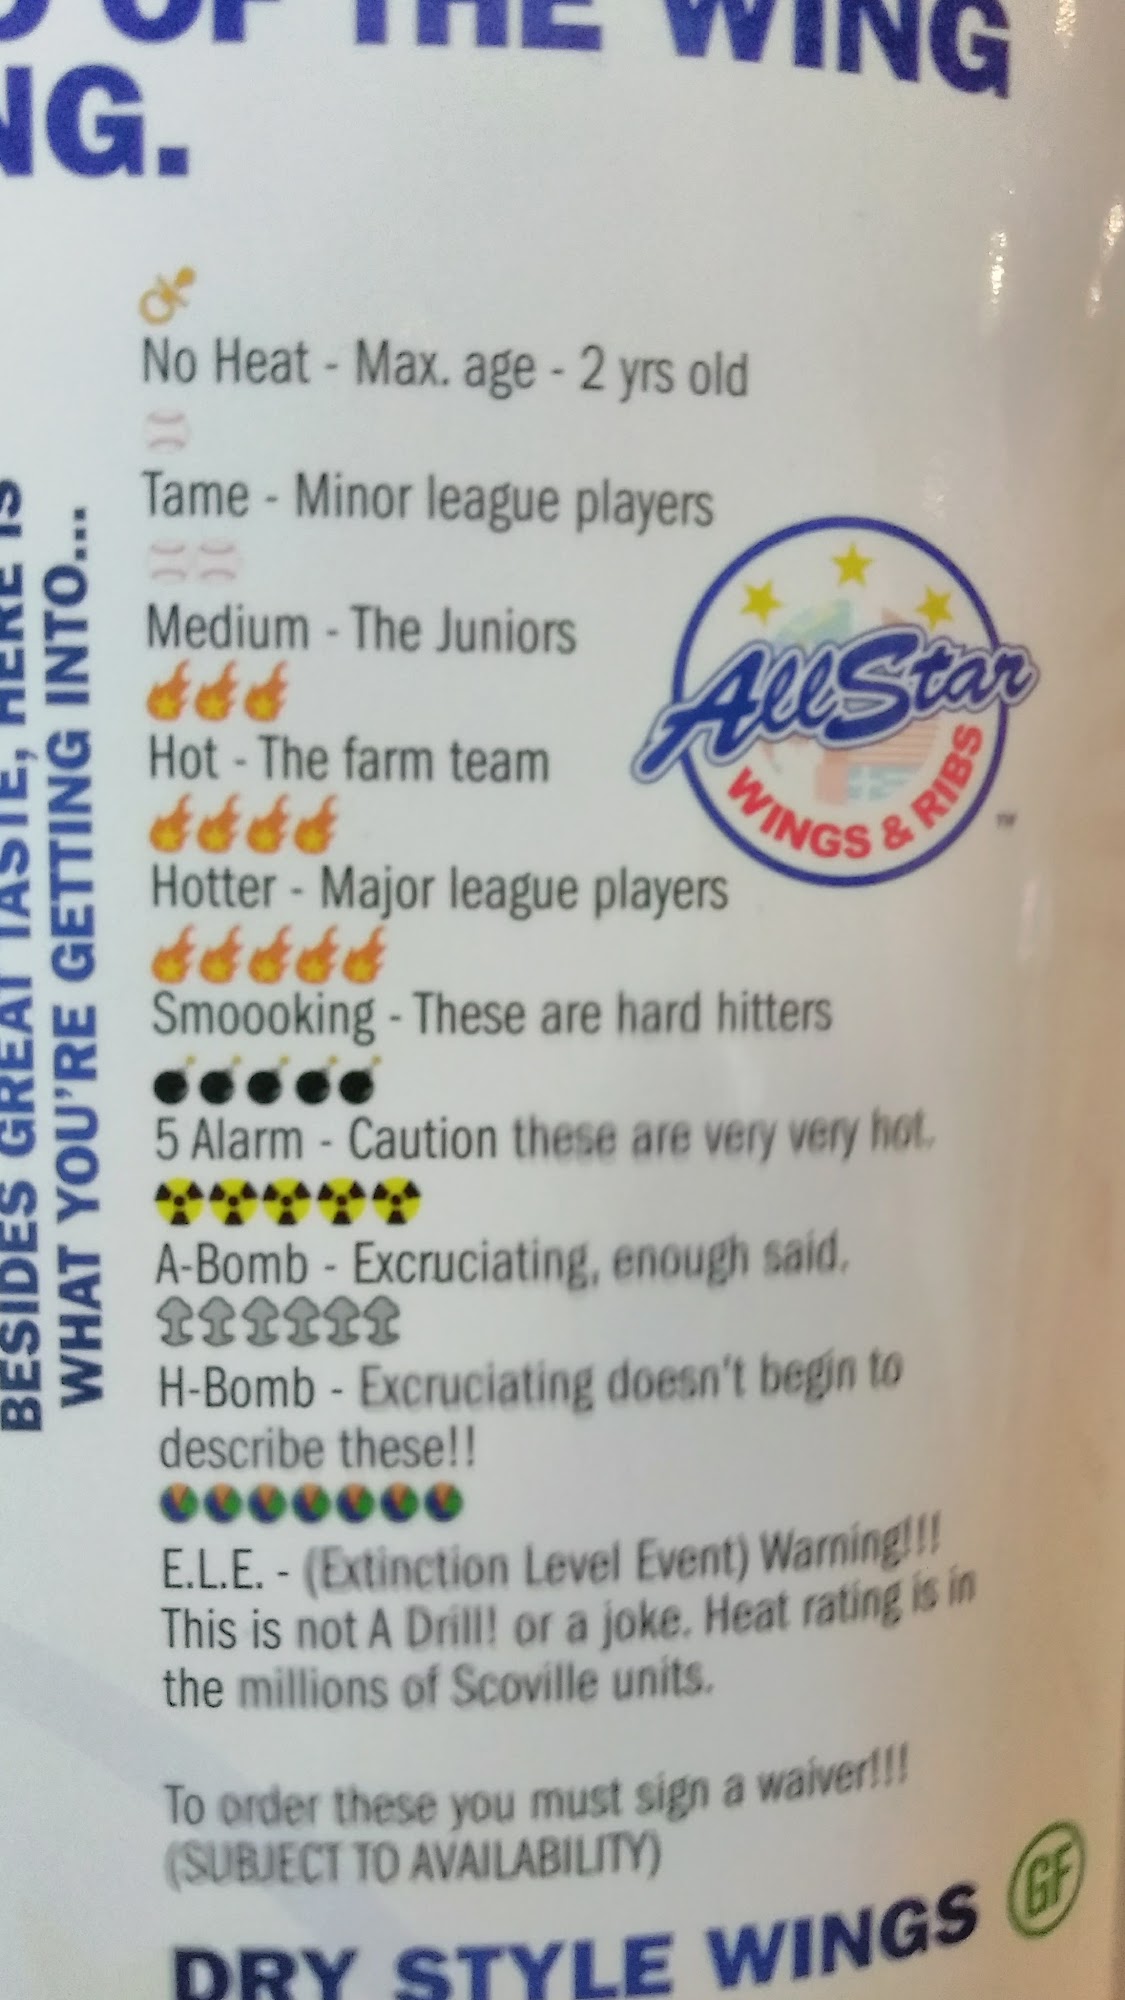 OF THE WING
NG.
BESIDES GREAT TASTE, HERE IS
WHAT YOU'RE GETTING INTO...
No Heat - Max. age - 2 yrs old
Tame - Minor league players
Medium - The Juniors
Hot - The farm team
Hotter - Major league players
Smoooking - These are hard hitters
5 Alarm - Caution these are very very hot.
A-Bomb - Excruciating, enough said.
H-Bomb - Excruciating doesn't begin to
describe these!!
E.L.E. - (Extinction Level Event) Warning!!!
This is not A Drill! or a joke. Heat rating is in
the millions of Scoville units.
To order these you must sign a waiver!!!
(SUBJECT TO AVAILABILITY)
AllStar
WINGS & RIBS
TM
DRY STYLE WINGS
GF